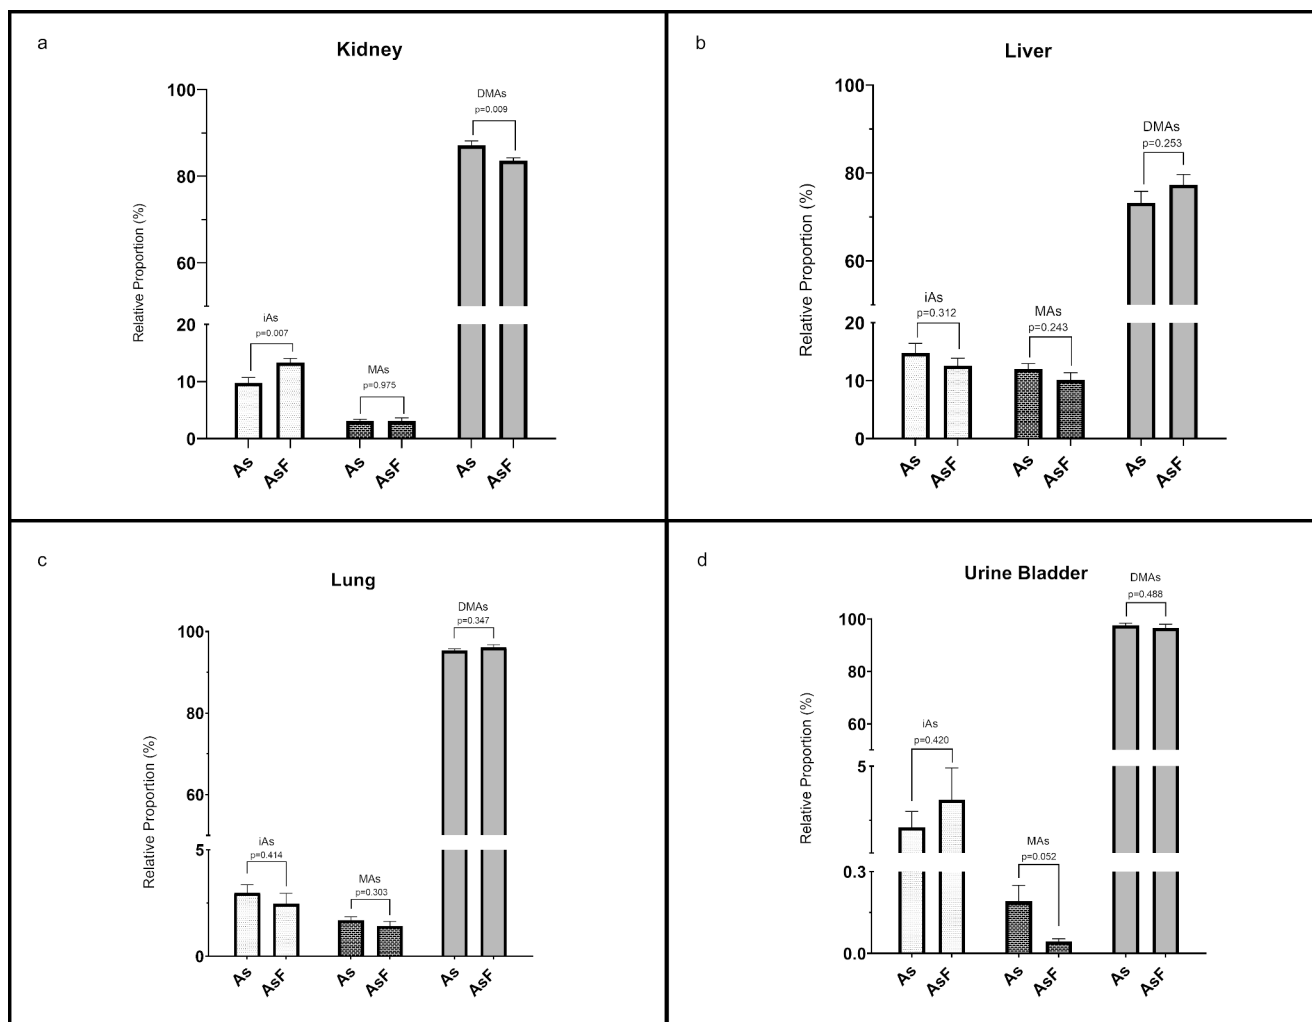 a
Kidney
Relative Proportion (%)
100
80
60
20
10
0
iAs
p=0.007
MAs
p=0.975
DMAs
p=0.009
As
AsF
As
AsF
As
AsF
b
Liver
Relative Proportion (%)
100
80
60
20
10
0
iAs
p=0.312
MAs
p=0.243
DMAs
p=0.253
As
AsF
As
AsF
As
AsF
c
Lung
Relative Proportion (%)
100
80
60
5
0
iAs
p=0.414
MAs
p=0.303
DMAs
p=0.347
As
AsF
As
AsF
As
AsF
d
Urine Bladder
Relative Proportion (%)
100
80
60
5
0.3
0.0
iAs
p=0.420
MAs
p=0.052
DMAs
p=0.488
As
AsF
As
AsF
As
AsF